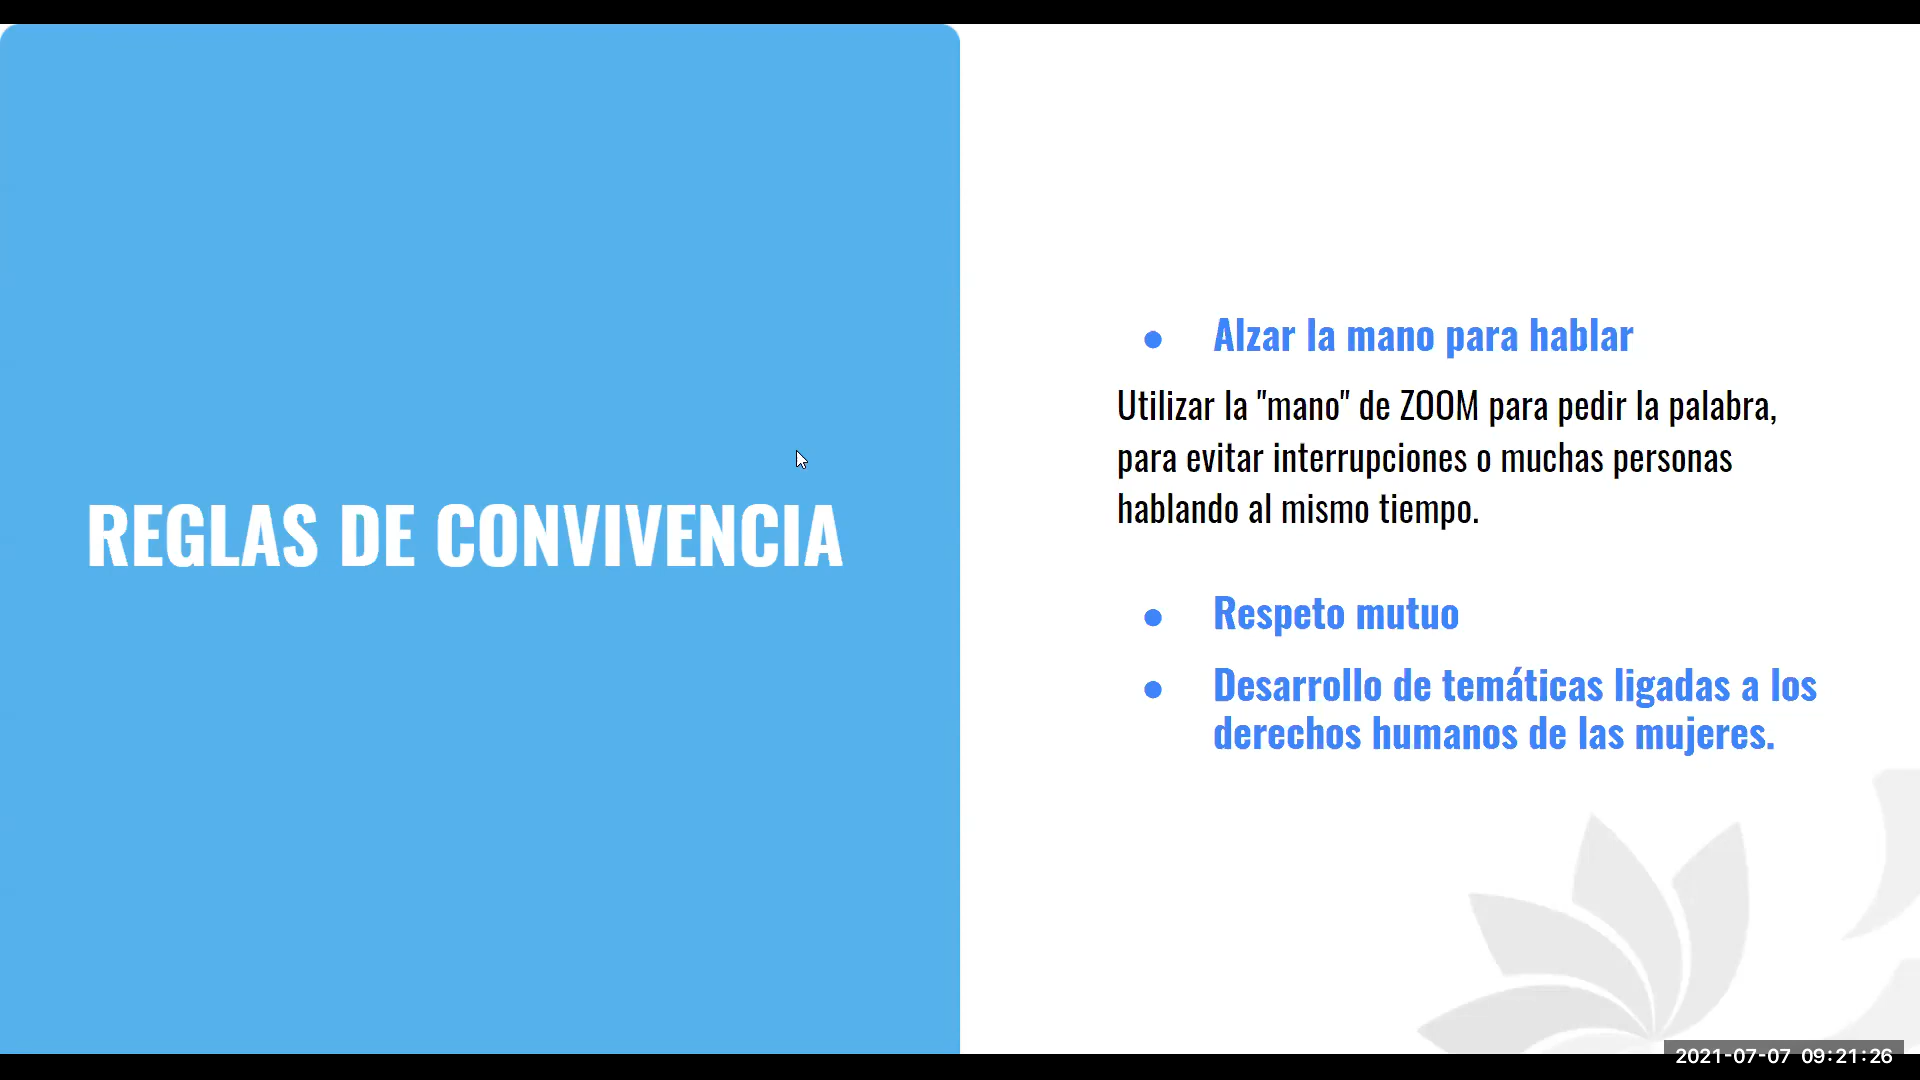 REGLAS DE CONVIVENCIA
● Alzar la mano para hablar
Utilizar la "mano" de ZOOM para pedir la palabra,
para evitar interrupciones o muchas personas
hablando al mismo tiempo.
● Respeto mutuo
● Desarrollo de temáticas ligadas a los
derechos humanos de las mujeres.
2021-07-07 09:21:26